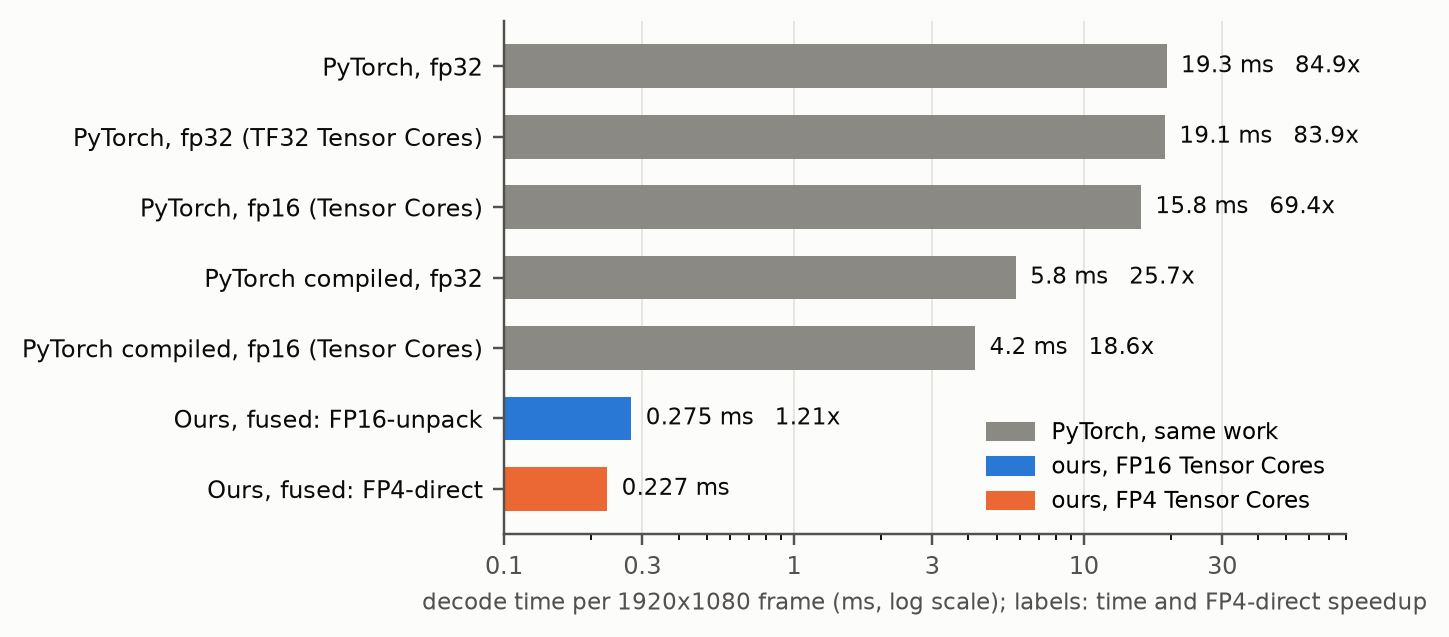 PyTorch, fp32
19.3 ms 84.9x
PyTorch, fp32 (TF32 Tensor Cores)
19.1 ms 83.9x
PyTorch, fp16 (Tensor Cores)
15.8 ms 69.4x
PyTorch compiled, fp32
5.8 ms 25.7x
PyTorch compiled, fp16 (Tensor Cores)
4.2 ms 18.6x
Ours, fused: FP16-unpack
0.275 ms 1.21x
Ours, fused: FP4-direct
0.227 ms
PyTorch, same work
ours, FP16 Tensor Cores
ours, FP4 Tensor Cores
0.1 0.3 1 3 10 30
decode time per 1920x1080 frame (ms, log scale); labels: time and FP4-direct speedup